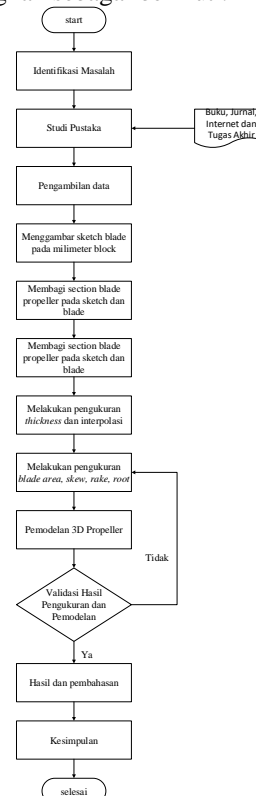 start
Identifikasi Masalah
Studi Pustaka
Buku, Jurnal,
Internet dan
Tugas Akhir
Pengambilan data
Menggambar sketch blade
pada milimeter block
Membagi section blade
propeller pada sketch dan
blade
Membagi section blade
propeller pada sketch dan
blade
Melakukan pengukuran
thickness dan interpolasi
Melakukan pengukuran
blade area, skew, rake, root
Pemodelan 3D Propeller
Tidak
Validasi Hasil
Pengukuran dan
Pemodelan
Ya
Hasil dan pembahasan
Kesimpulan
selesai